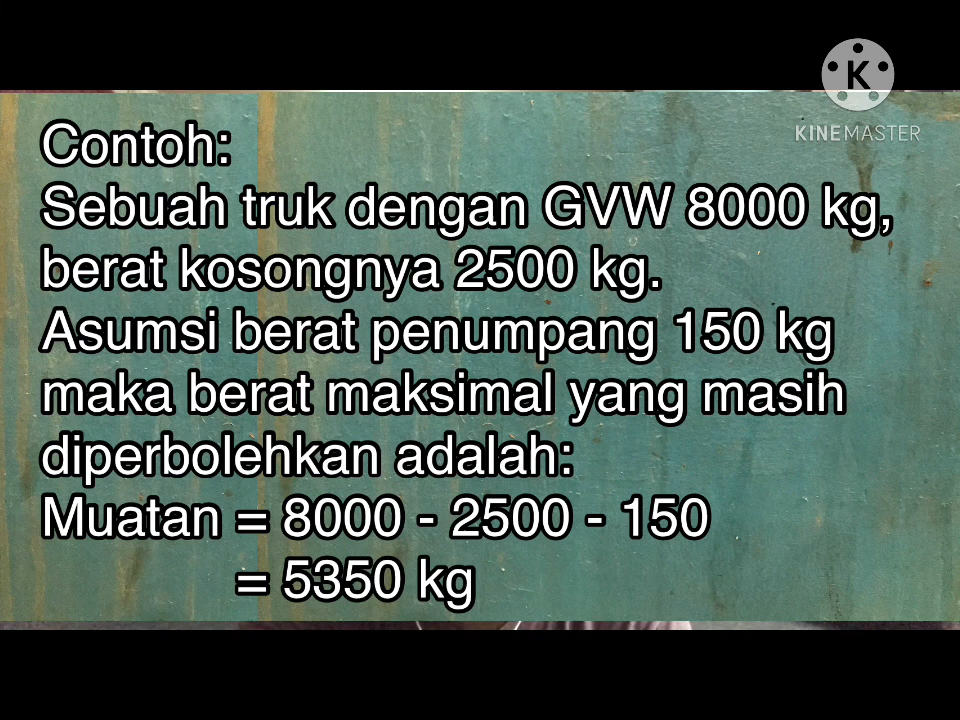 K
KINEMASTER
Contoh:
Sebuah truk dengan GVW 8000 kg,
berat kosongnya 2500 kg.
Asumsi berat penumpang 150 kg
maka berat maksimal yang masih
diperbolehkan adalah:
Muatan = 8000 - 2500 - 150
= 5350 kg